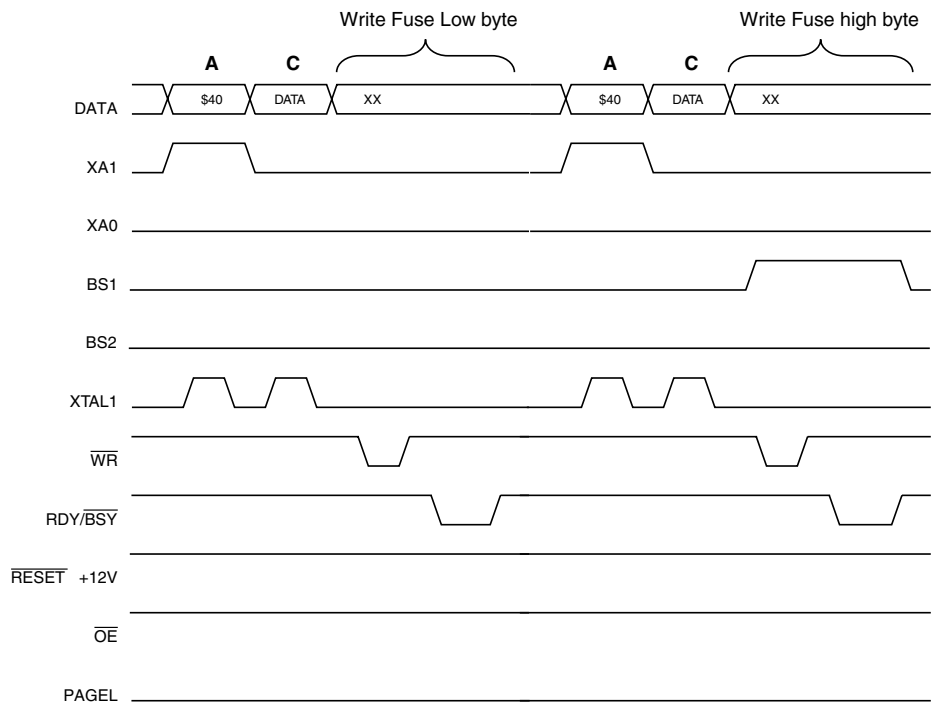 Write Fuse Low byte Write Fuse high byte
A C A C
DATA $40 DATA XX $40 DATA XX
XA1
XA0
BS1
BS2
XTAL1
WR
RDY/BSY
RESET +12V
OE
PAGEL